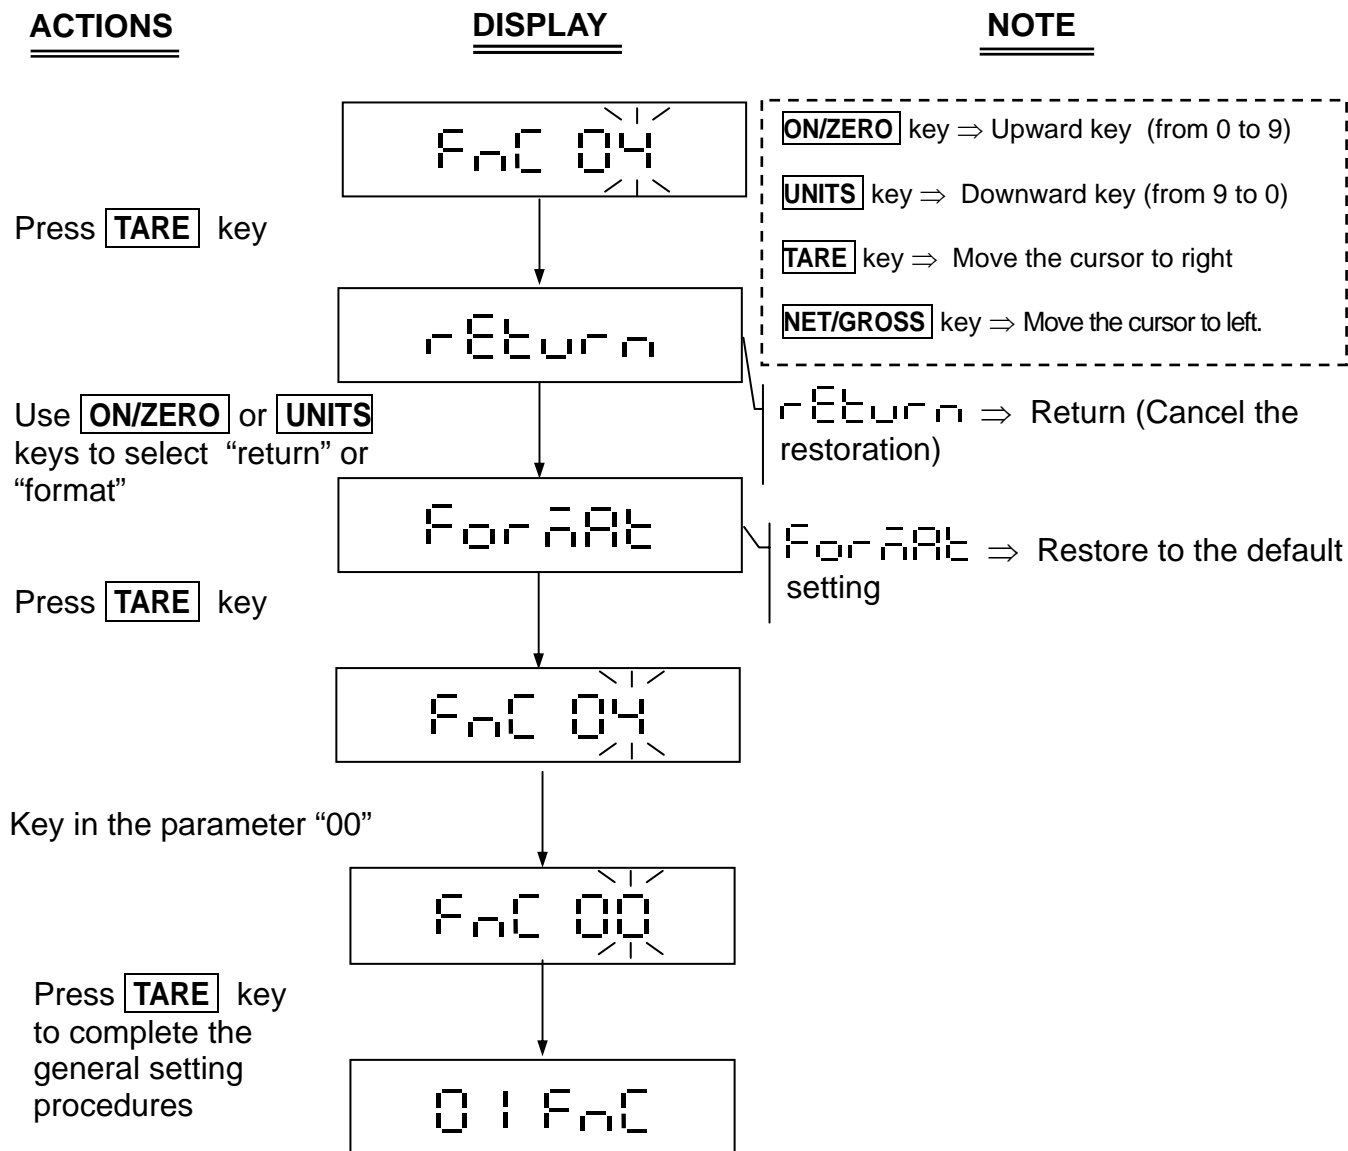 ACTIONS
DISPLAY
NOTE
FnC 04
ON/ZERO key ⇒ Upward key (from 0 to 9)
UNITS key ⇒ Downward key (from 9 to 0)
TARE key ⇒ Move the cursor to right
NET/GROSS key ⇒ Move the cursor to left.
Press TARE key
rEturn
rEturn ⇒ Return (Cancel the
restoration)
Use ON/ZERO or UNITS
keys to select “return” or
“format”
FormAt
FormAt ⇒ Restore to the default
setting
Press TARE key
FnC 04
Key in the parameter “00”
FnC 00
Press TARE key
to complete the
general setting
procedures
01 FnC